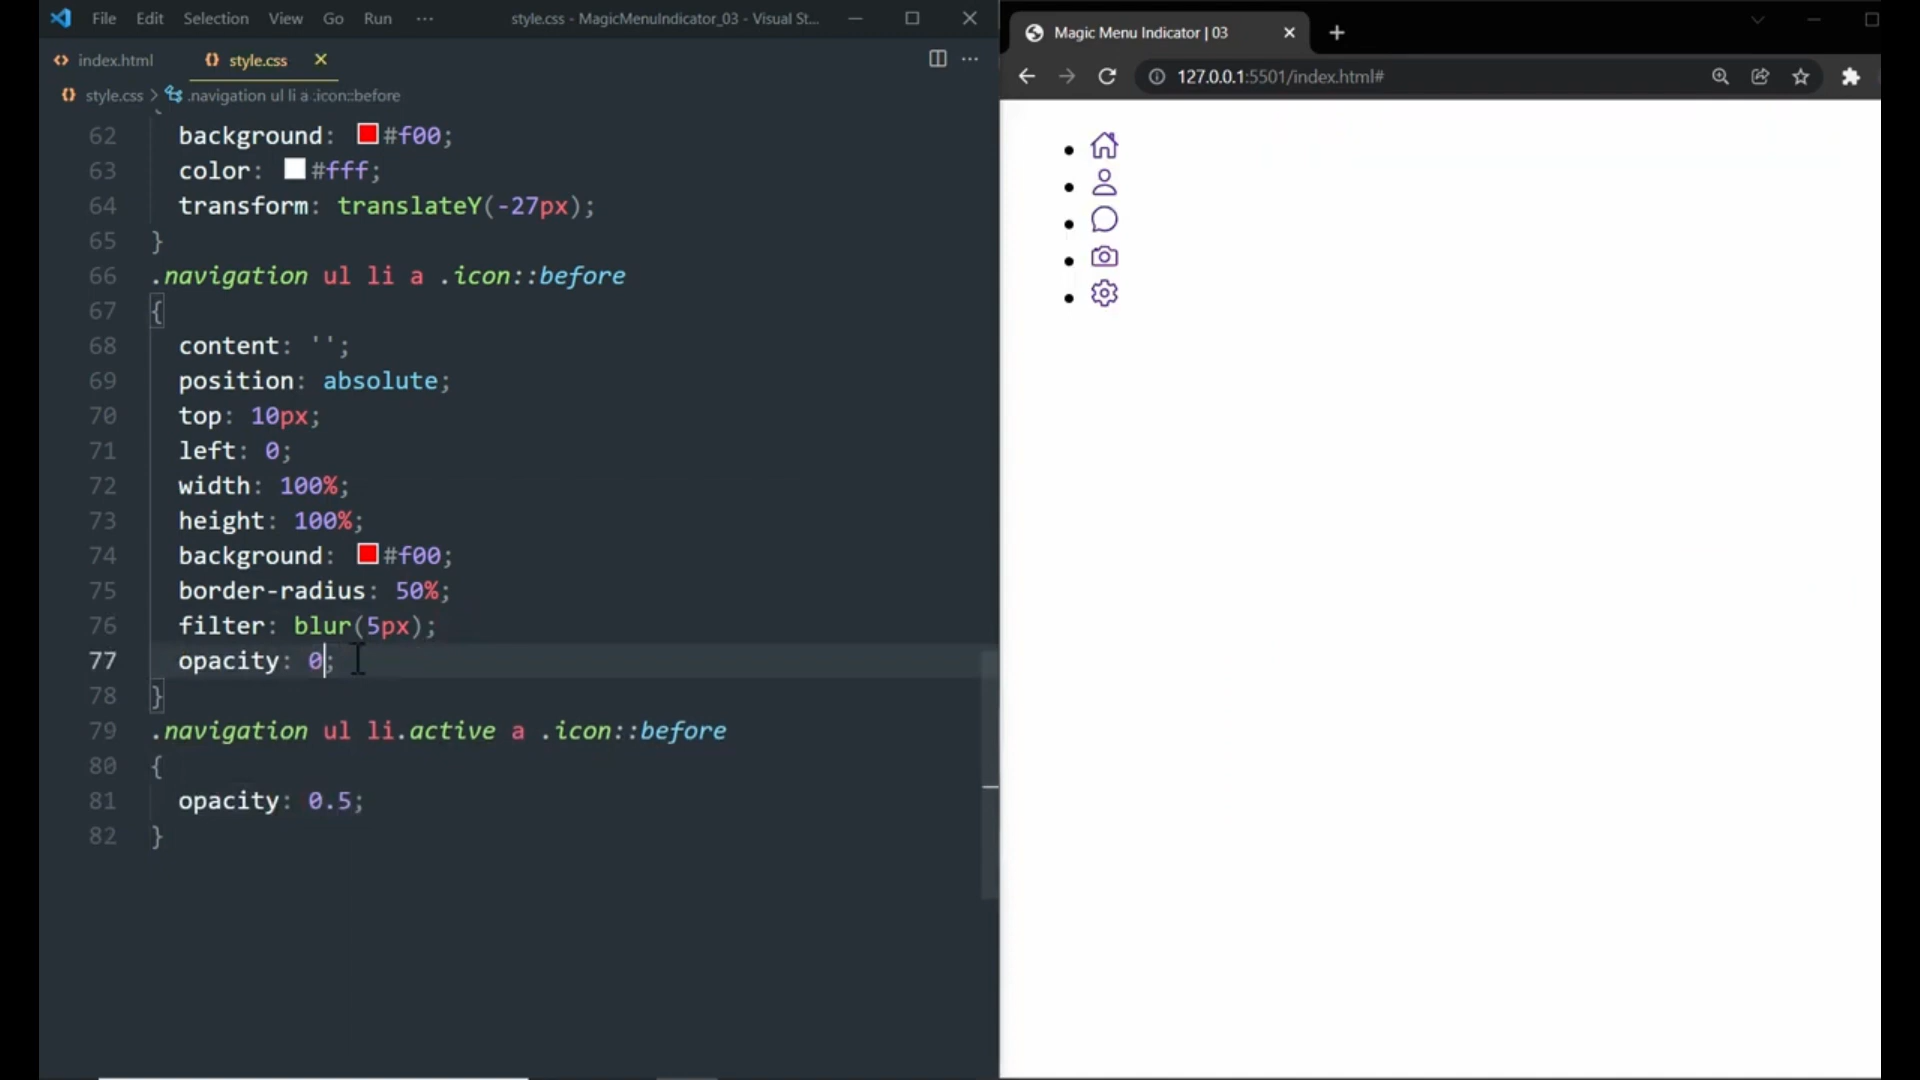 File Edit Selection View Go Run ··· style.css - MagicMenuIndicator_03 - Visual St...
index.html style.css
style.css > .navigation ul li a .icon::before
{
62 background: #f00;
63 color: #fff;
64 transform: translateY(-27px);
65 }
66 .navigation ul li a .icon::before
67 {
68 content: '';
69 position: absolute;
70 top: 10px;
71 left: 0;
72 width: 100%;
73 height: 100%;
74 background: #f00;
75 border-radius: 50%;
76 filter: blur(5px);
77 opacity: 0;
78 }
79 .navigation ul li.active a .icon::before
80 {
81 opacity: 0.5;
82 }
Magic Menu Indicator | 03
127.0.0.1:5501/index.html#